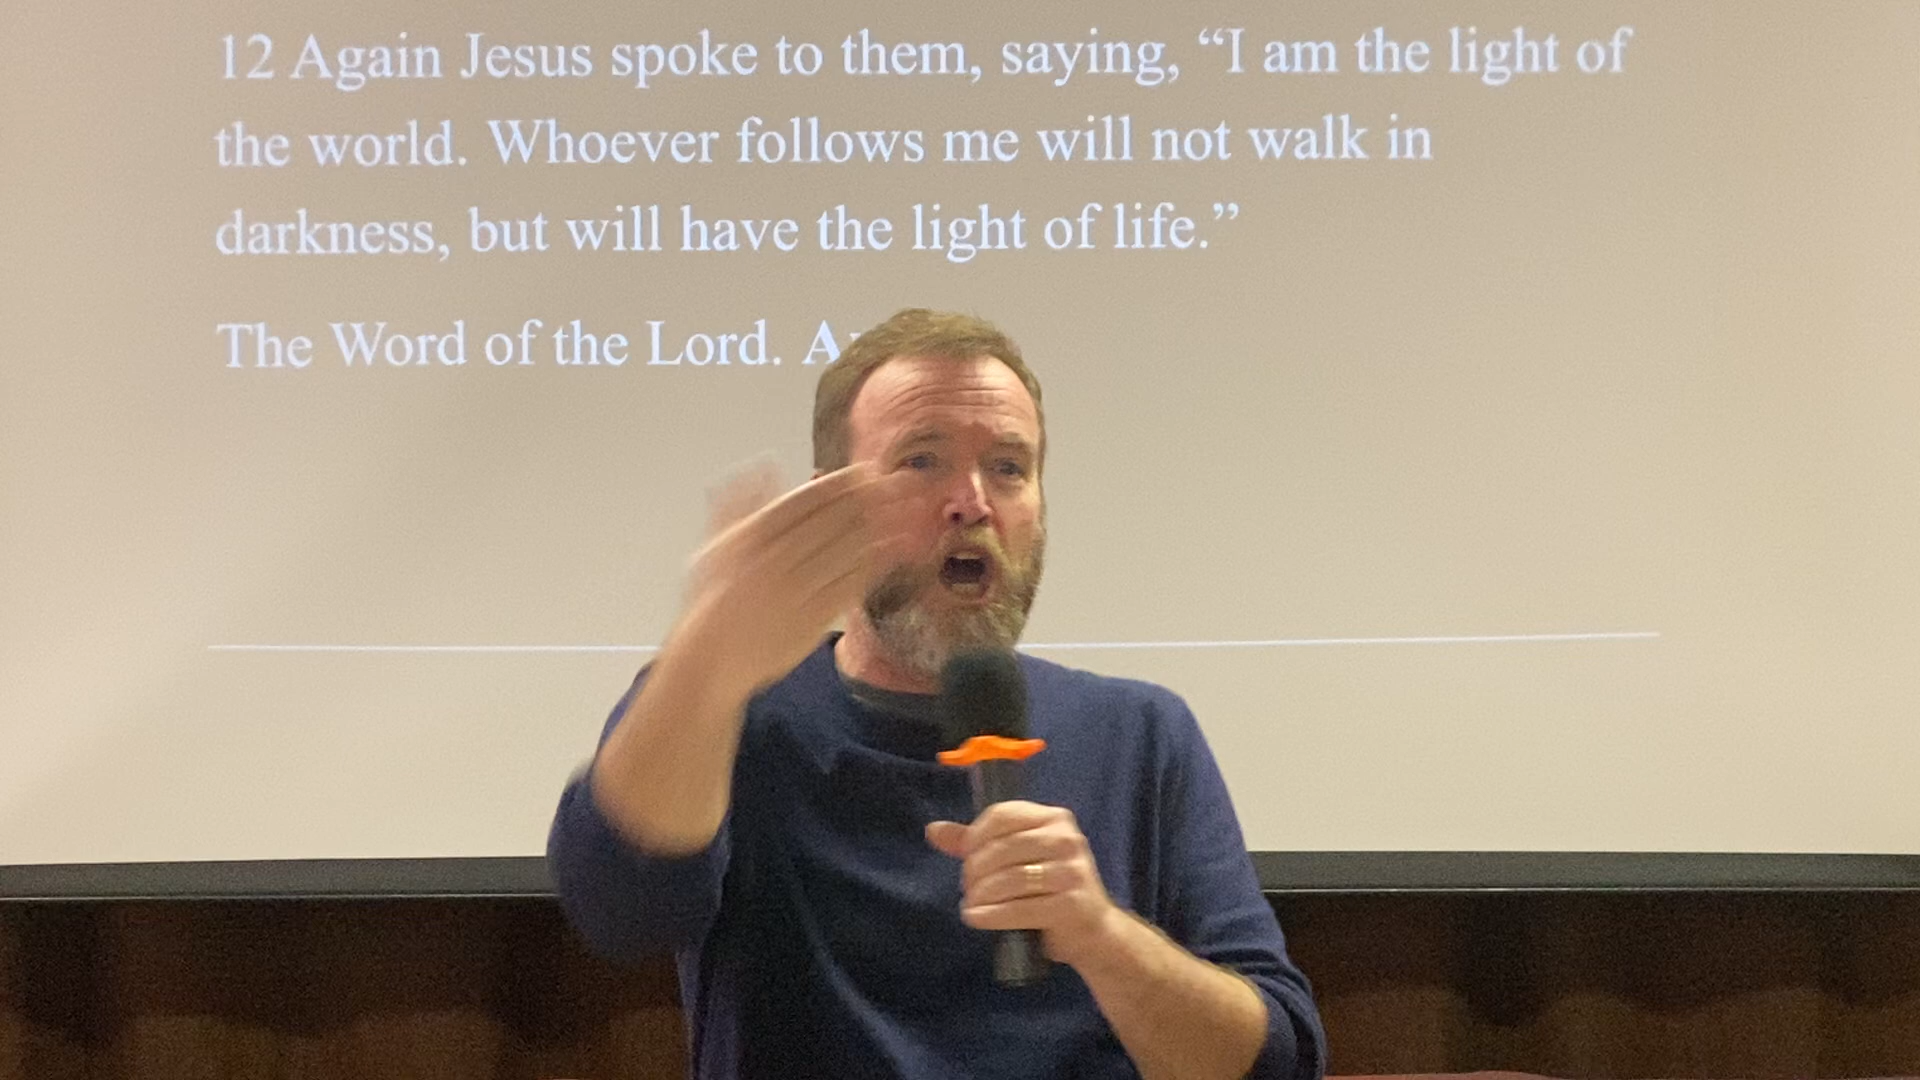 12 Again Jesus spoke to them, saying, “I am the light of
the world. Whoever follows me will not walk in
darkness, but will have the light of life.”
The Word of the Lord.